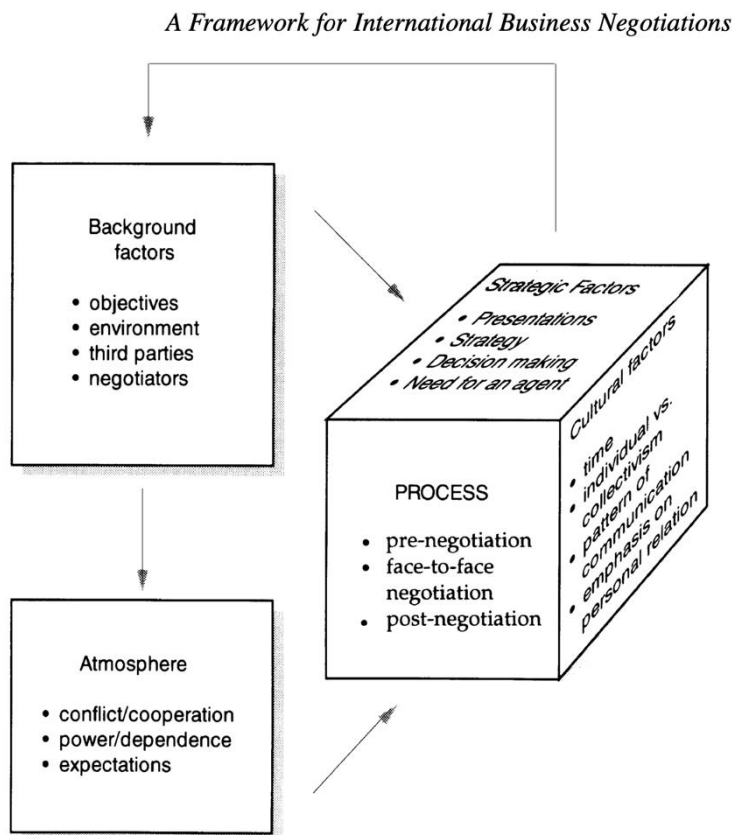 A Framework for International Business Negotiations
Background
factors
• objectives
• environment
• third parties
• negotiators
Strategic Factors
• Presentations
• Strategy
• Decision making
• Need for an agent
PROCESS
• pre-negotiation
• face-to-face
negotiation
• post-negotiation
Cultural factors
• time
• individual vs.
collectivism
• pattern of
communication
• emphasis on
personal relation
Atmosphere
• conflict/cooperation
• power/dependence
• expectations